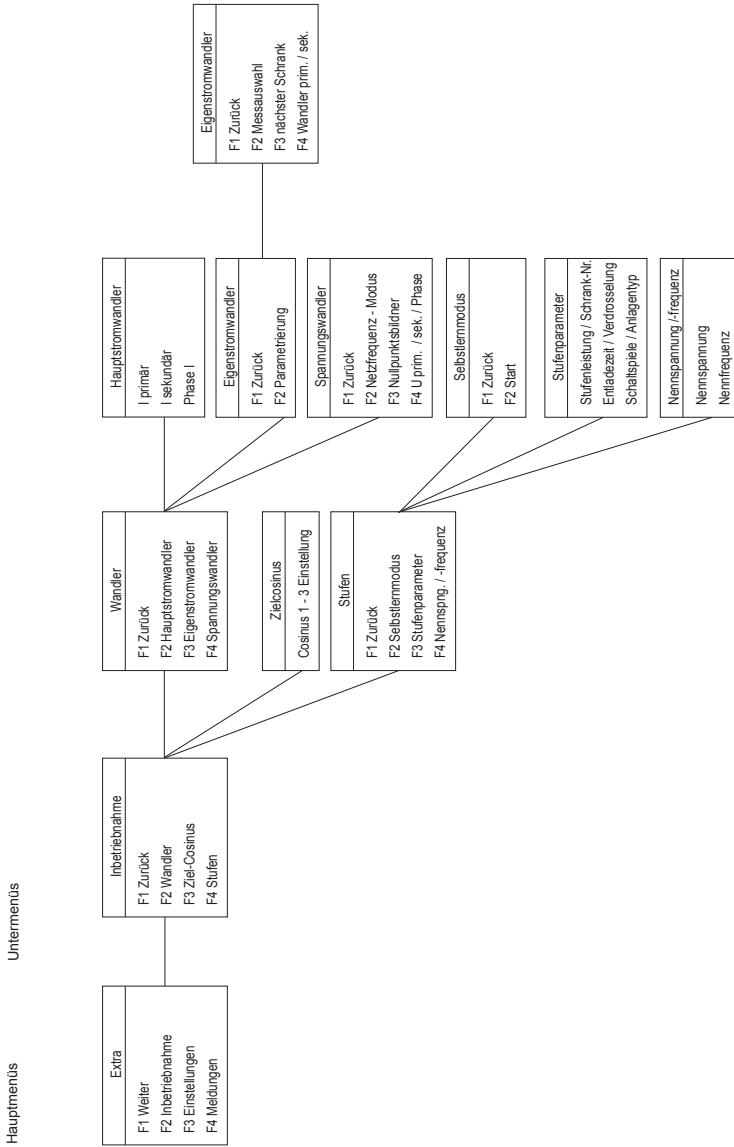 Hauptmenüs
Untermenüs
Extra
F1 Weiter
F2 Inbetriebnahme
F3 Einstellungen
F4 Meldungen
Inbetriebnahme
F1 Zurück
F2 Wandler
F3 Ziel-Cosinus
F4 Stufen
Wandler
F1 Zurück
F2 Hauptstromwandler
F3 Eigenstromwandler
F4 Spannungswandler
Zielcosinus
Cosinus 1 - 3 Einstellung
Stufen
F1 Zurück
F2 Selbstlernmodus
F3 Stufenparameter
F4 Nennspng. / -frequenz
Hauptstromwandler
I primär
I sekundär
Phase I
Eigenstromwandler
F1 Zurück
F2 Parametrierung
Spannungswandler
F1 Zurück
F2 Netzfrequenz - Modus
F3 Nullpunktsbildner
F4 U prim. / sek. / Phase
Selbstlernmodus
F1 Zurück
F2 Start
Stufenparameter
Stufenleistung / Schrank-Nr.
Entladezeit / Verdrosselung
Schaltspiele / Anlagentyp
Nennspannung /-frequenz
Nennspannung
Nennfrequenz
Eigenstromwandler
F1 Zurück
F2 Messauswahl
F3 nächster Schrank
F4 Wandler prim. / sek.